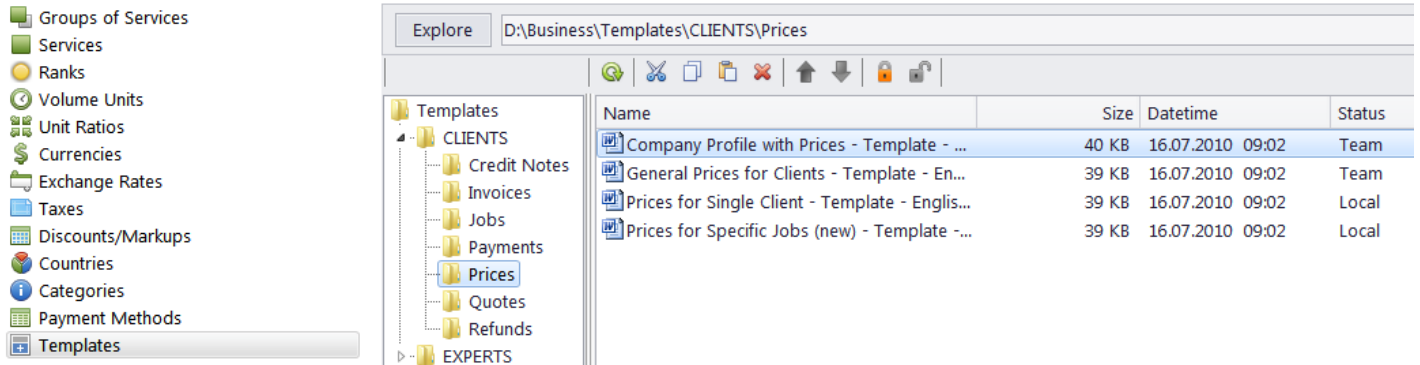 Groups of Services
Services
Ranks
Volume Units
Unit Ratios
Currencies
Exchange Rates
Taxes
Discounts/Markups
Countries
Categories
Payment Methods
Templates
Explore D:\Business\Templates\CLIENTS\Prices
Templates
CLIENTS
Credit Notes
Invoices
Jobs
Payments
Prices
Quotes
Refunds
EXPERTS
Name Size Datetime Status
Company Profile with Prices - Template - ... 40 KB 16.07.2010 09:02 Team
General Prices for Clients - Template - En... 39 KB 16.07.2010 09:02 Team
Prices for Single Client - Template - Englis... 39 KB 16.07.2010 09:02 Local
Prices for Specific Jobs (new) - Template -... 39 KB 16.07.2010 09:02 Local